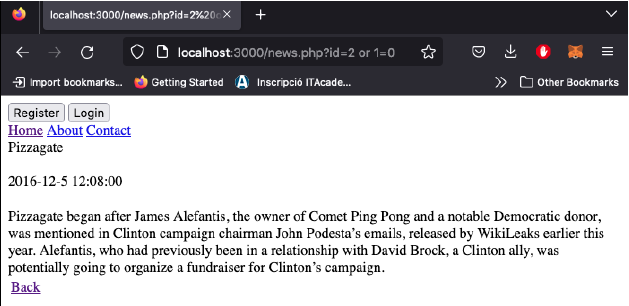 localhost:3000/news.php?id=2%20o
localhost:3000/news.php?id=2 or 1=0
Import bookmarks... Getting Started Inscripció ITAcade... Other Bookmarks
Register Login
Home About Contact
Pizzagate
2016-12-5 12:08:00
Pizzagate began after James Alefantis, the owner of Comet Ping Pong and a notable Democratic donor,
was mentioned in Clinton campaign chairman John Podesta’s emails, released by WikiLeaks earlier this
year. Alefantis, who had previously been in a relationship with David Brock, a Clinton ally, was
potentially going to organize a fundraiser for Clinton’s campaign.
Back